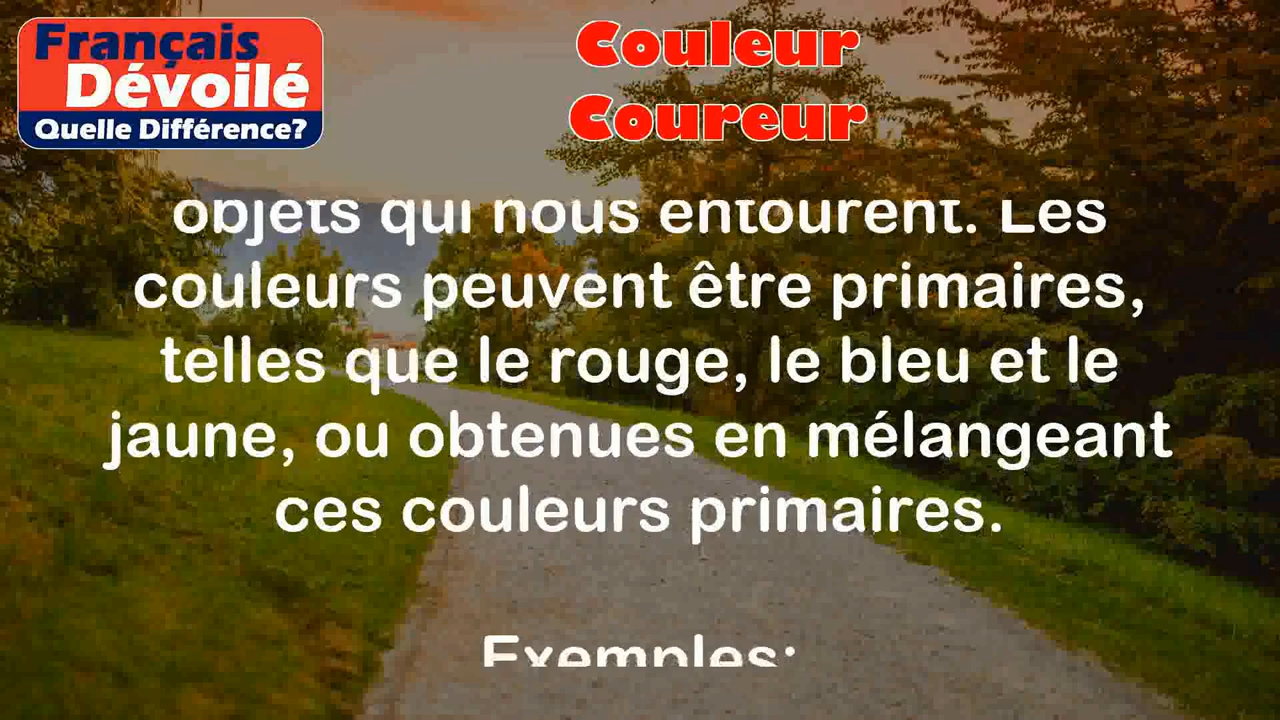 Français
Dévoilé
Quelle Différence?
Couleur
Coureur
objets qui nous entourent. Les
couleurs peuvent être primaires,
telles que le rouge, le bleu et le
jaune, ou obtenues en mélangeant
ces couleurs primaires.
Exemples: